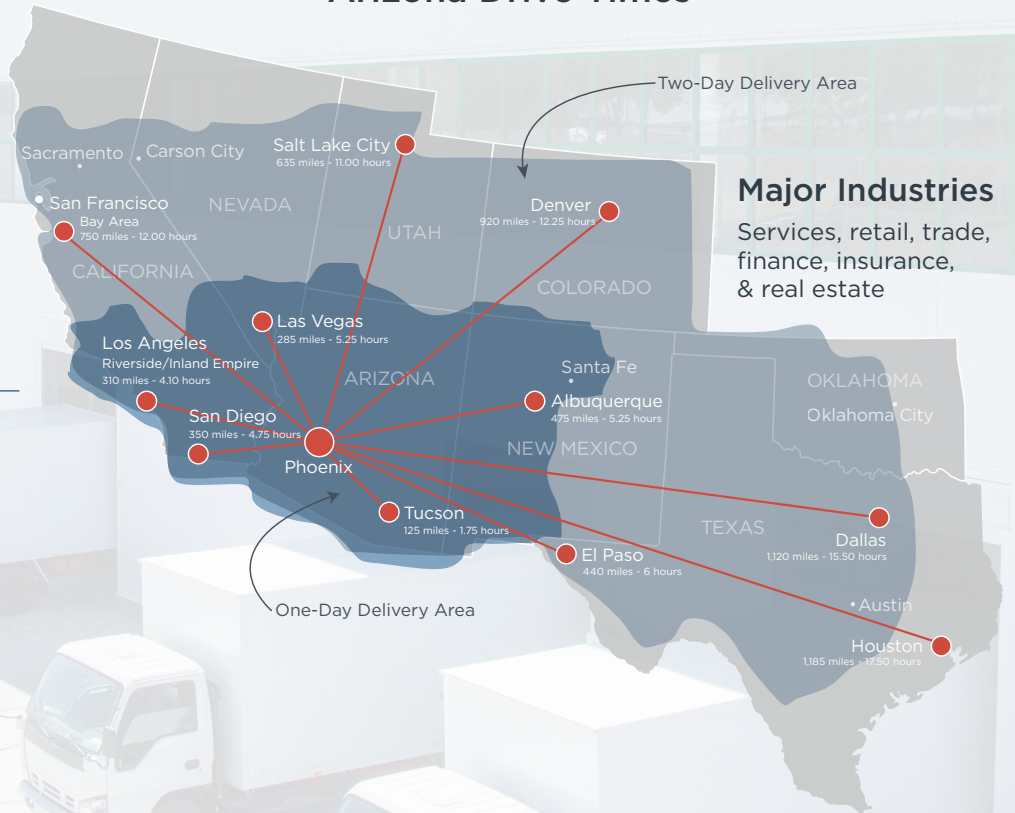 Arizona Drive Times
Two-Day Delivery Area
Salt Lake City
635 miles - 11.00 hours
Sacramento
Carson City
San Francisco
Bay Area
750 miles - 12.00 hours
NEVADA
UTAH
Denver
920 miles - 12.25 hours
Major Industries
Services, retail, trade,
finance, insurance,
& real estate
CALIFORNIA
COLORADO
Las Vegas
285 miles - 5.25 hours
Los Angeles
Riverside/Inland Empire
310 miles - 4.10 hours
ARIZONA
Santa Fe
OKLAHOMA
Albuquerque
475 miles - 5.25 hours
Oklahoma City
San Diego
350 miles - 4.75 hours
NEW MEXICO
Phoenix
Tucson
125 miles - 1.75 hours
TEXAS
Dallas
1,120 miles - 15.50 hours
El Paso
440 miles - 6 hours
One-Day Delivery Area
Austin
Houston
1,185 miles - 17.50 hours